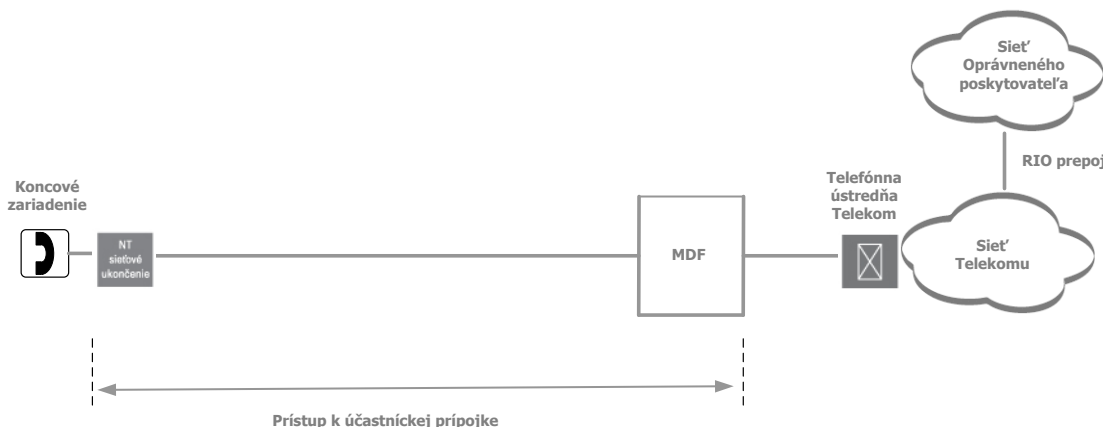 Sieť
Oprávneného
poskytovateľa
RIO prepoj
Koncové
zariadenie
Telefónna
ústredňa
Telekom
NT
sieťové
ukončenie
MDF
Sieť
Telekomu
Prístup k účastníckej prípojke